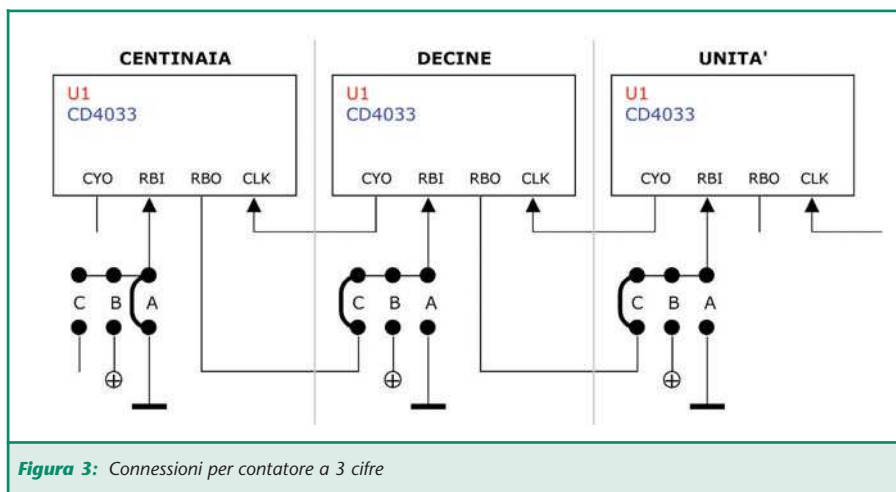 CENTINAIA
DECINE
UNITA'
U1
CD4033
CYO RBI RBO CLK
U1
CD4033
CYO RBI RBO CLK
U1
CD4033
CYO RBI RBO CLK
C B A
C B A
C B A
Figura 3: Connessioni per contatore a 3 cifre